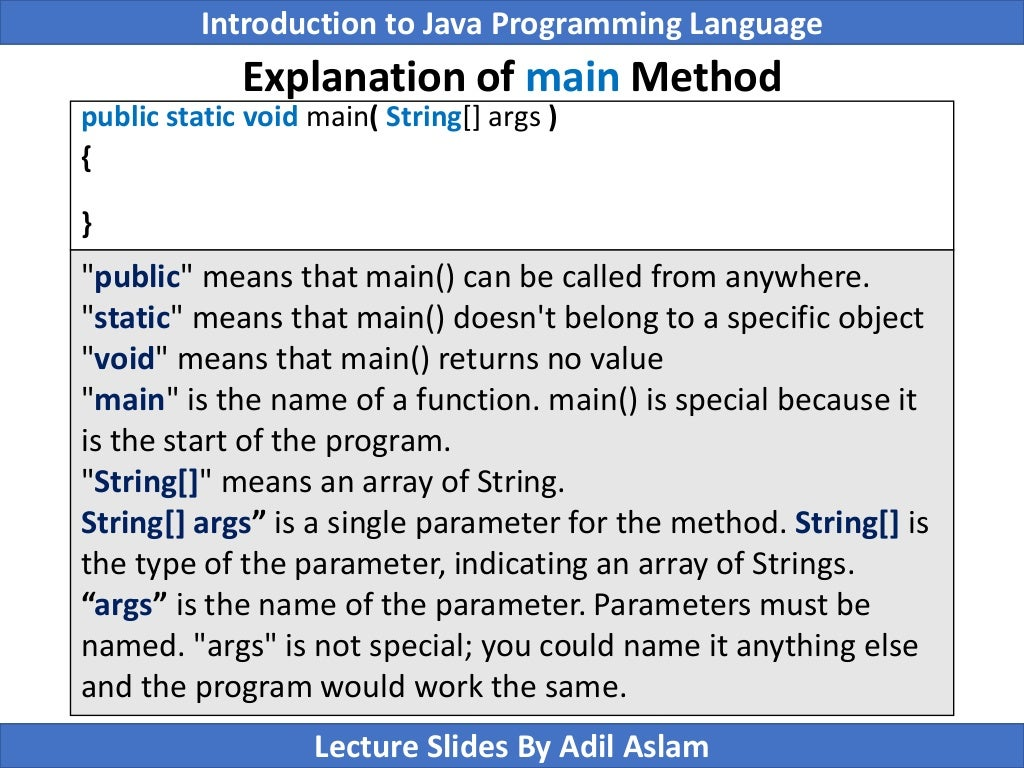 Introduction to Java Programming Language
Explanation of main Method
public static void main( String[] args )
{
}
"public" means that main() can be called from anywhere.
"static" means that main() doesn't belong to a specific object
"void" means that main() returns no value
"main" is the name of a function. main() is special because it
is the start of the program.
"String[]" means an array of String.
String[] args” is a single parameter for the method. String[] is
the type of the parameter, indicating an array of Strings.
“args” is the name of the parameter. Parameters must be
named. "args" is not special; you could name it anything else
and the program would work the same.
Lecture Slides By Adil Aslam